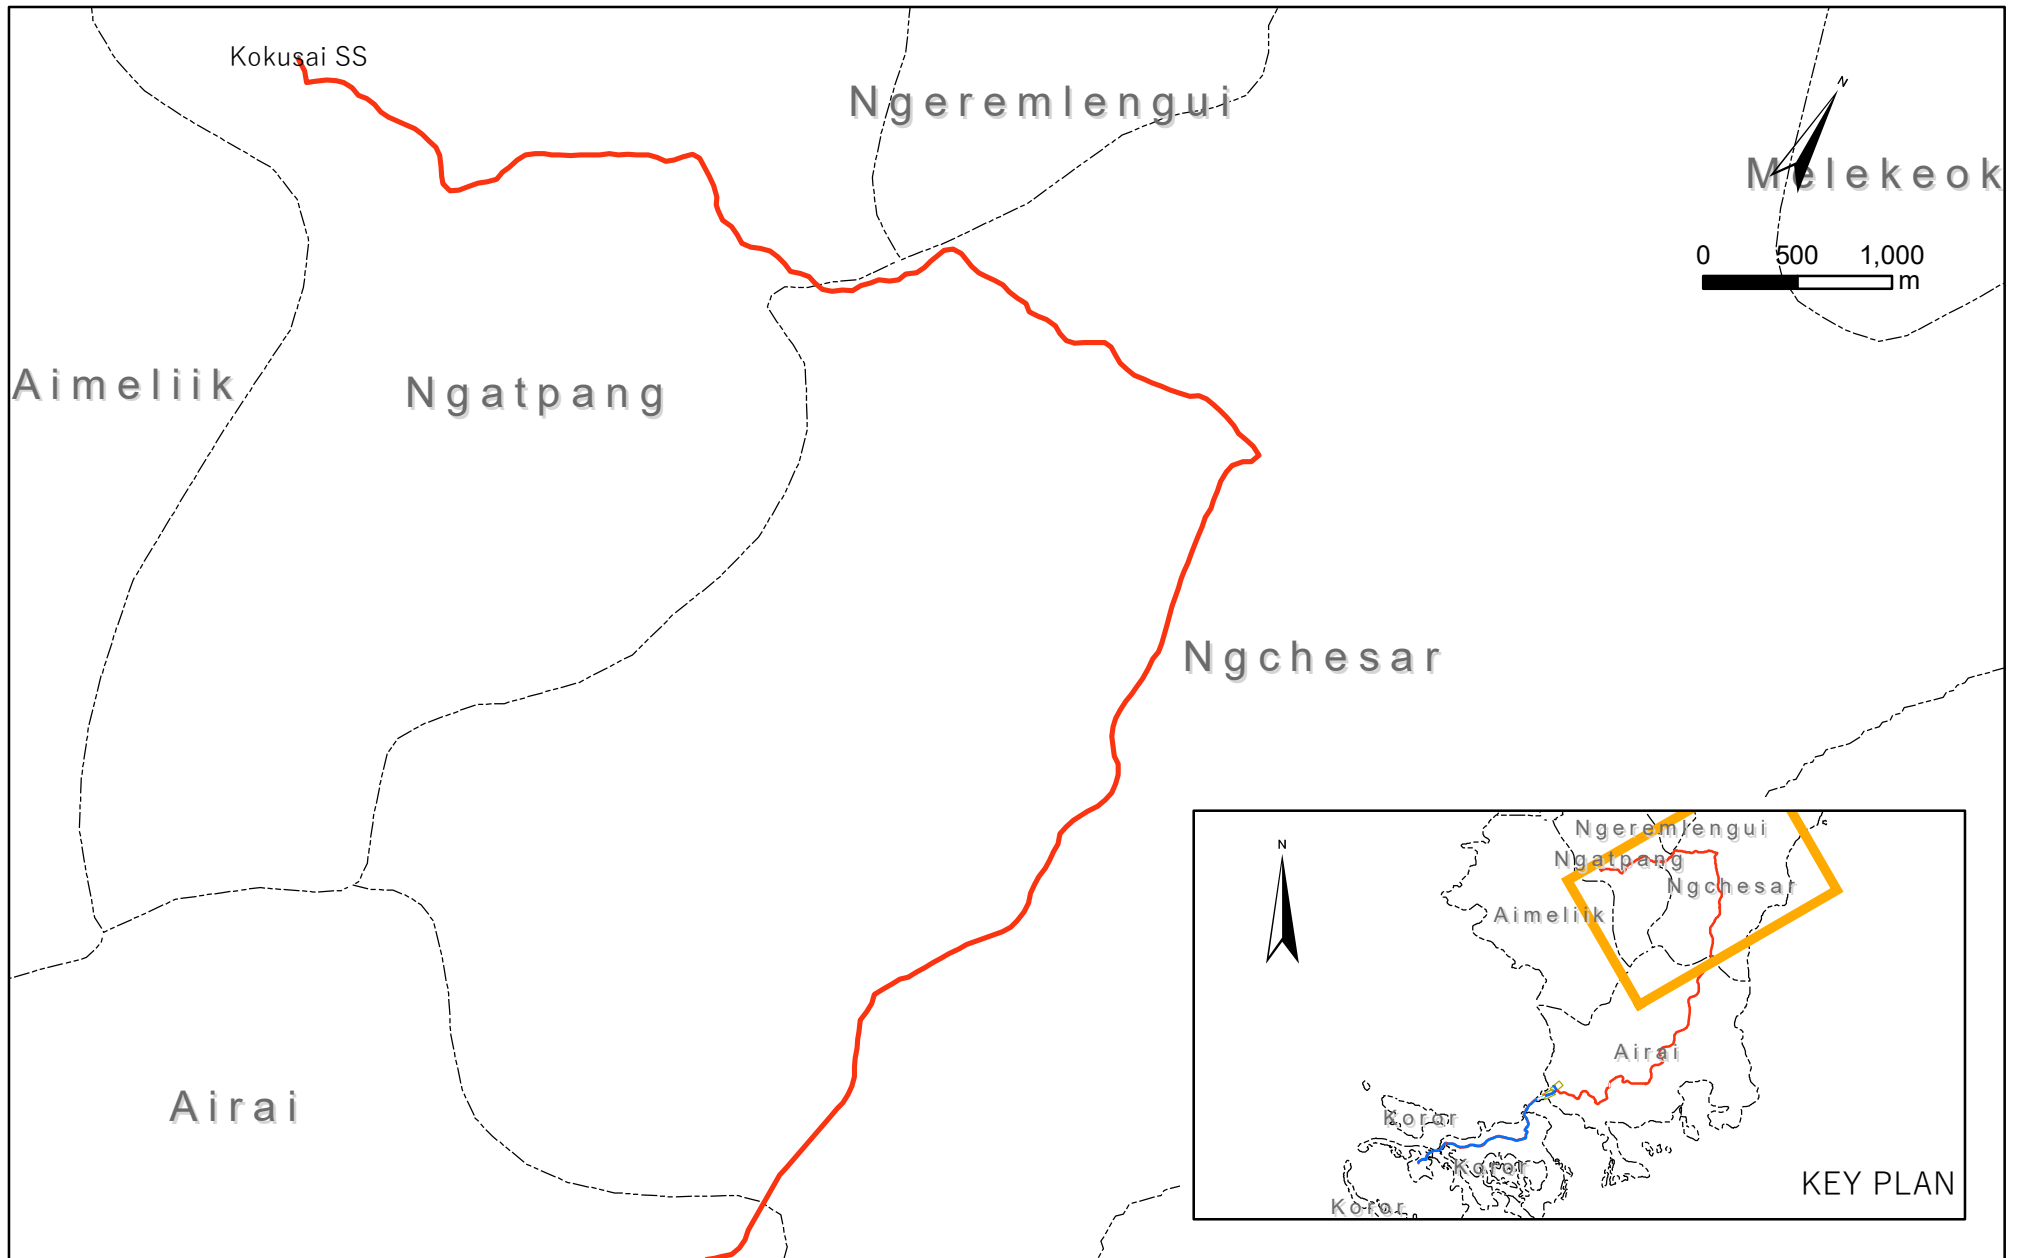 Kokusai SS
Ngeremlengui
N
Melekeok
0 500 1,000
m
Aimeliik
Ngatpang
Ngchesar
Airai
N
Ngeremlengui
Ngatpang
Ngchesar
Aimeliik
Airai
Koror
Koror
Koror
KEY PLAN